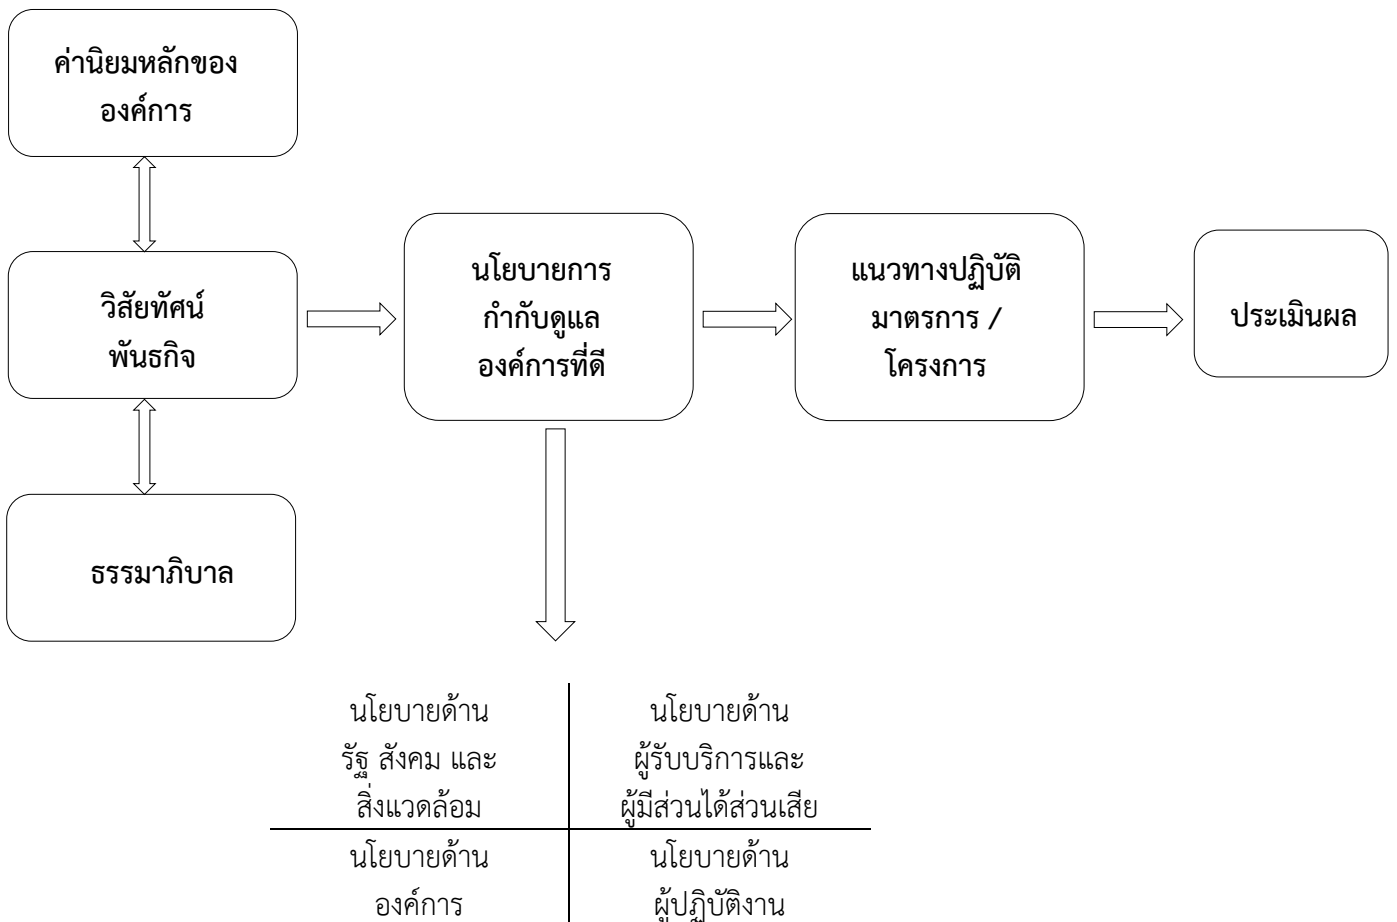 ค่านิยมหลักของ
องค์การ
วิสัยทัศน์
พันธกิจ
ธรรมาภิบาล
นโยบายการ
กำกับดูแล
องค์การที่ดี
แนวทางปฏิบัติ
มาตรการ /
โครงการ
ประเมินผล
นโยบายด้าน
รัฐ สังคม และ
สิ่งแวดล้อม
นโยบายด้าน
ผู้รับบริการและ
ผู้มีส่วนได้ส่วนเสีย
นโยบายด้าน
องค์การ
นโยบายด้าน
ผู้ปฏิบัติงาน